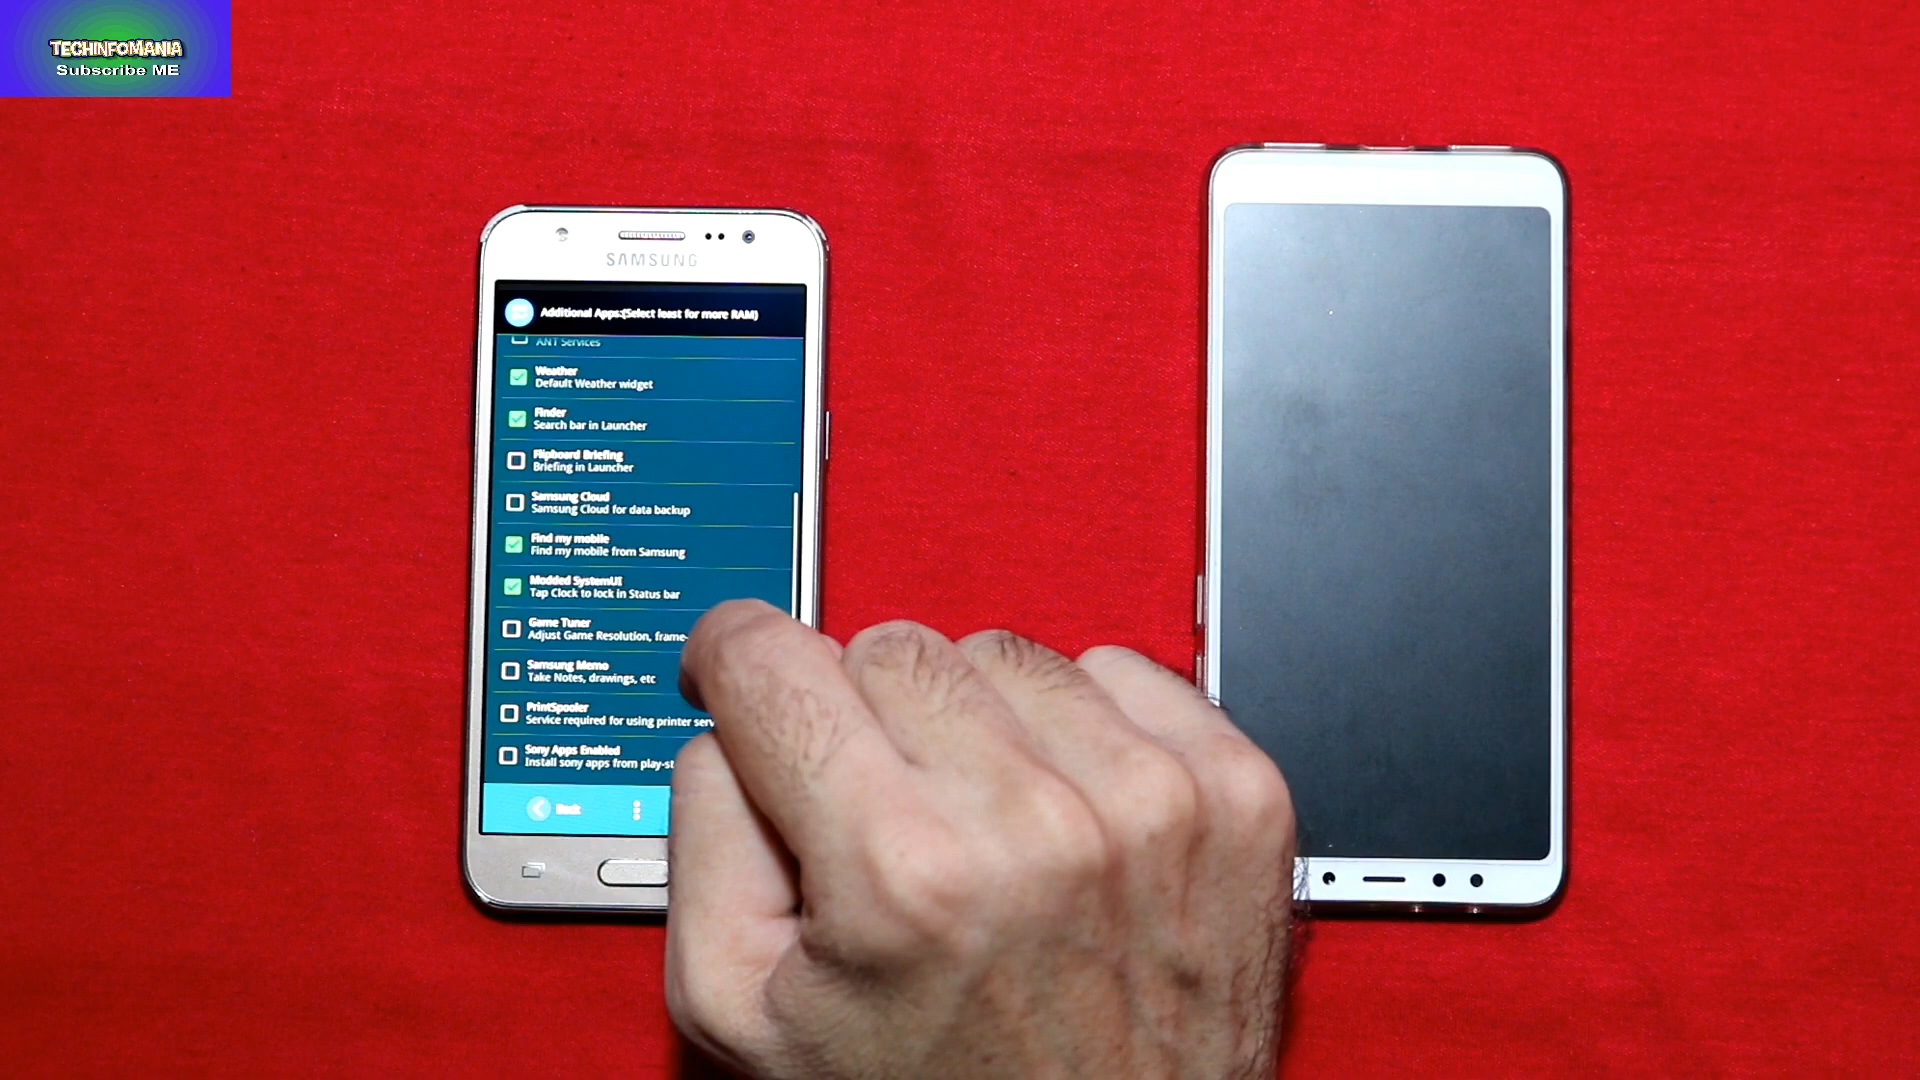 TECHINFOMANIA
Subscribe ME
SAMSUNG
Additional Apps:(Select least for more RAM)
ANT Services
Weather
Default Weather widget
Finder
Search bar in Launcher
Flipboard Briefing
Briefing in Launcher
Samsung Cloud
Samsung Cloud for data backup
Find my mobile
Find my mobile from Samsung
Modded SystemUI
Tap Clock to lock in Status bar
Game Tuner
Adjust Game Resolution, frame-
Samsung Memo
Take Notes, drawings, etc
PrintSpooler
Service required for using printer serv
Sony Apps Enabled
Install sony apps from play-st
Back